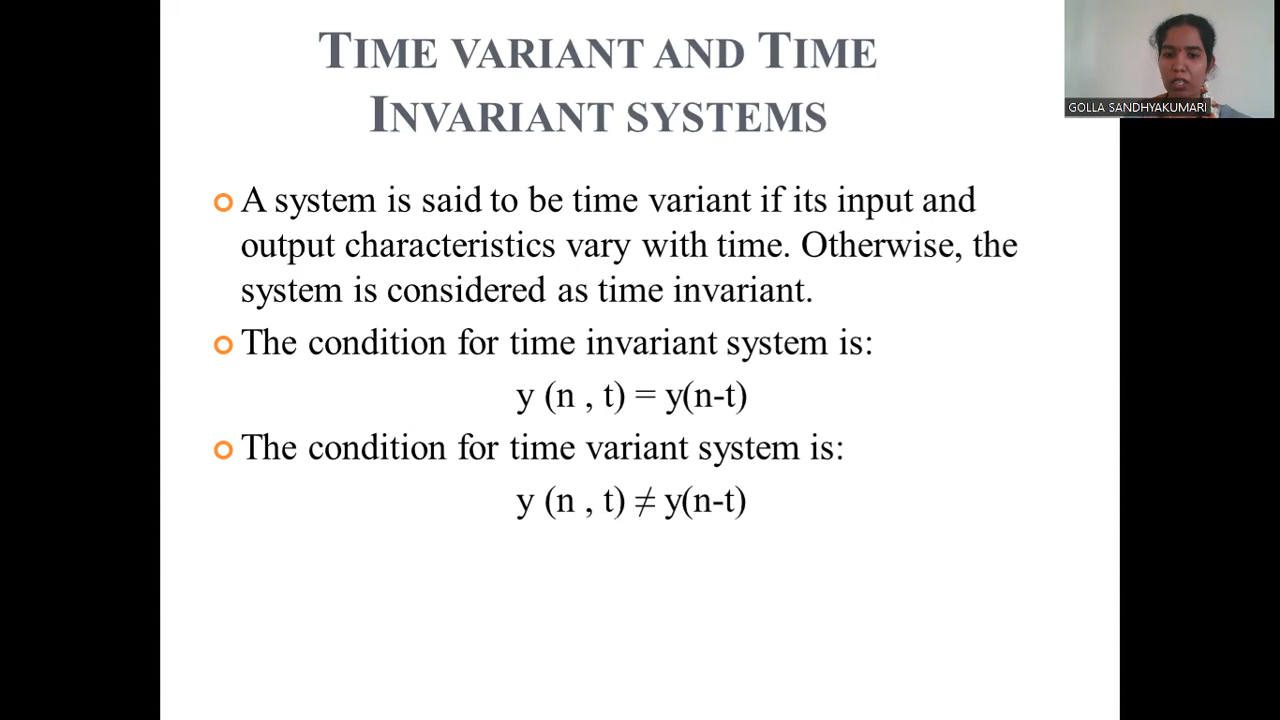 TIME VARIANT AND TIME
INVARIANT SYSTEMS
GOLLA SANDHYAKUMARI
A system is said to be time variant if its input and
output characteristics vary with time. Otherwise, the
system is considered as time invariant.
The condition for time invariant system is:
y (n , t) = y(n-t)
The condition for time variant system is:
y (n , t) ≠ y(n-t)